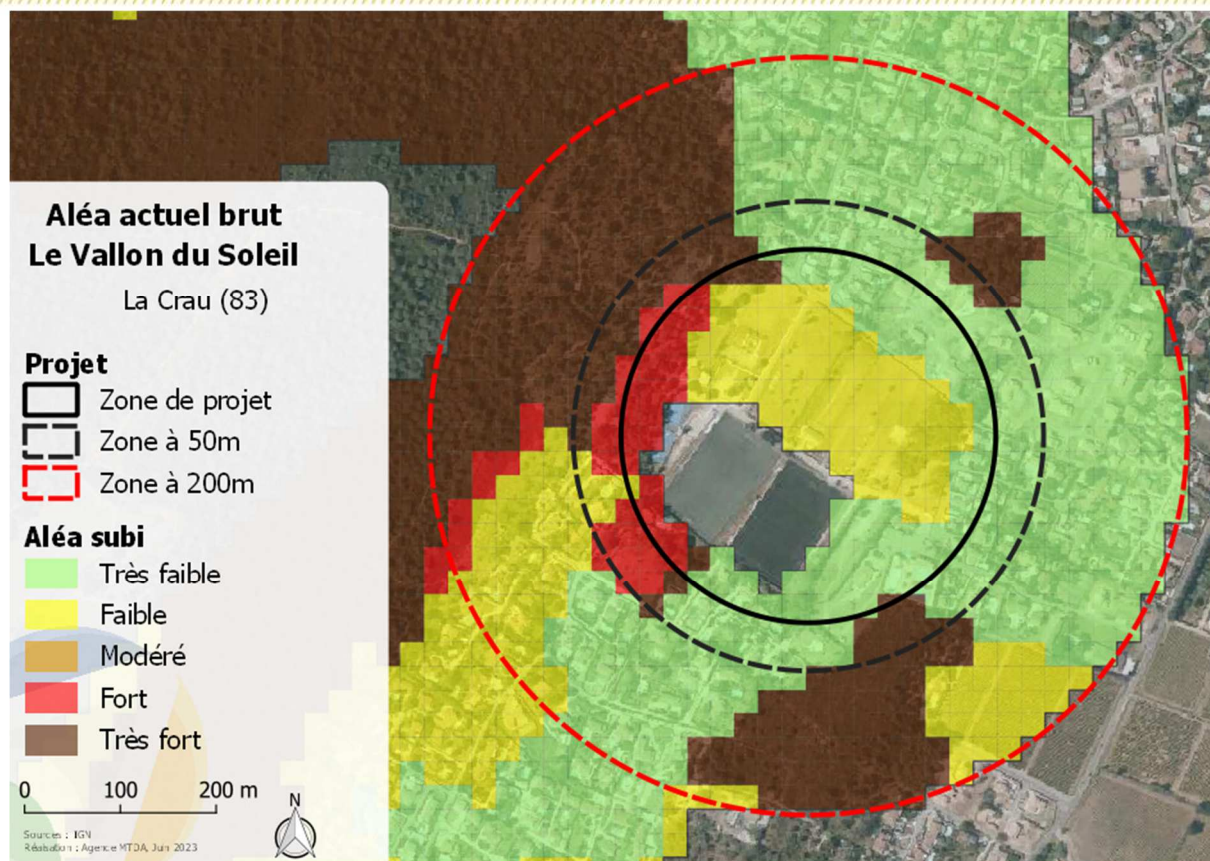 Aléa actuel brut
Le Vallon du Soleil
La Crau (83)
Projet
Zone de projet
Zone à 50m
Zone à 200m
Aléa subi
Très faible
Faible
Modéré
Fort
Très fort
0 100 200 m
N
Sources : IGN
Réalisation : Agence MTDA, Juin 2023